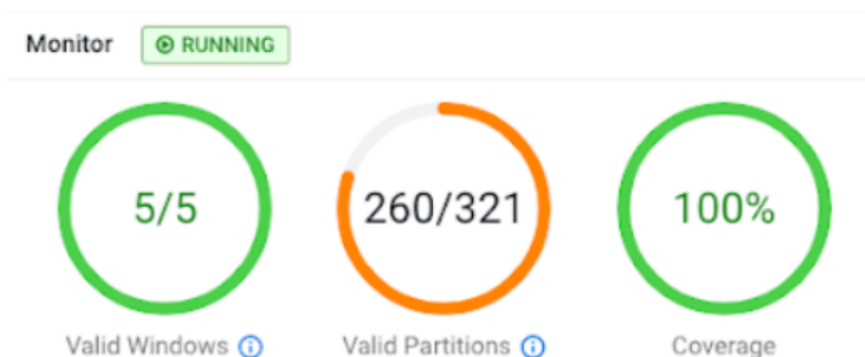 Monitor RUNNING
5/5 260/321 100%
Valid Windows Valid Partitions Coverage